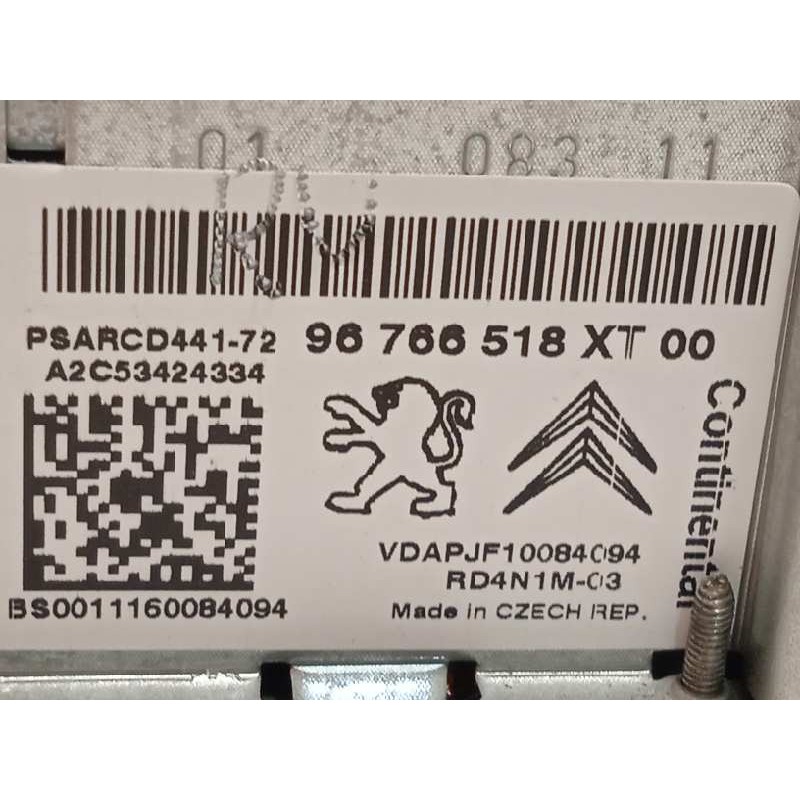 01 083 11
PSARCD441-72
96 766 518 XT 00
A2C53424334
Continental
VDAPJF10084094
RD4N1M-03
BS0011160084094
Made in CZECH REP.